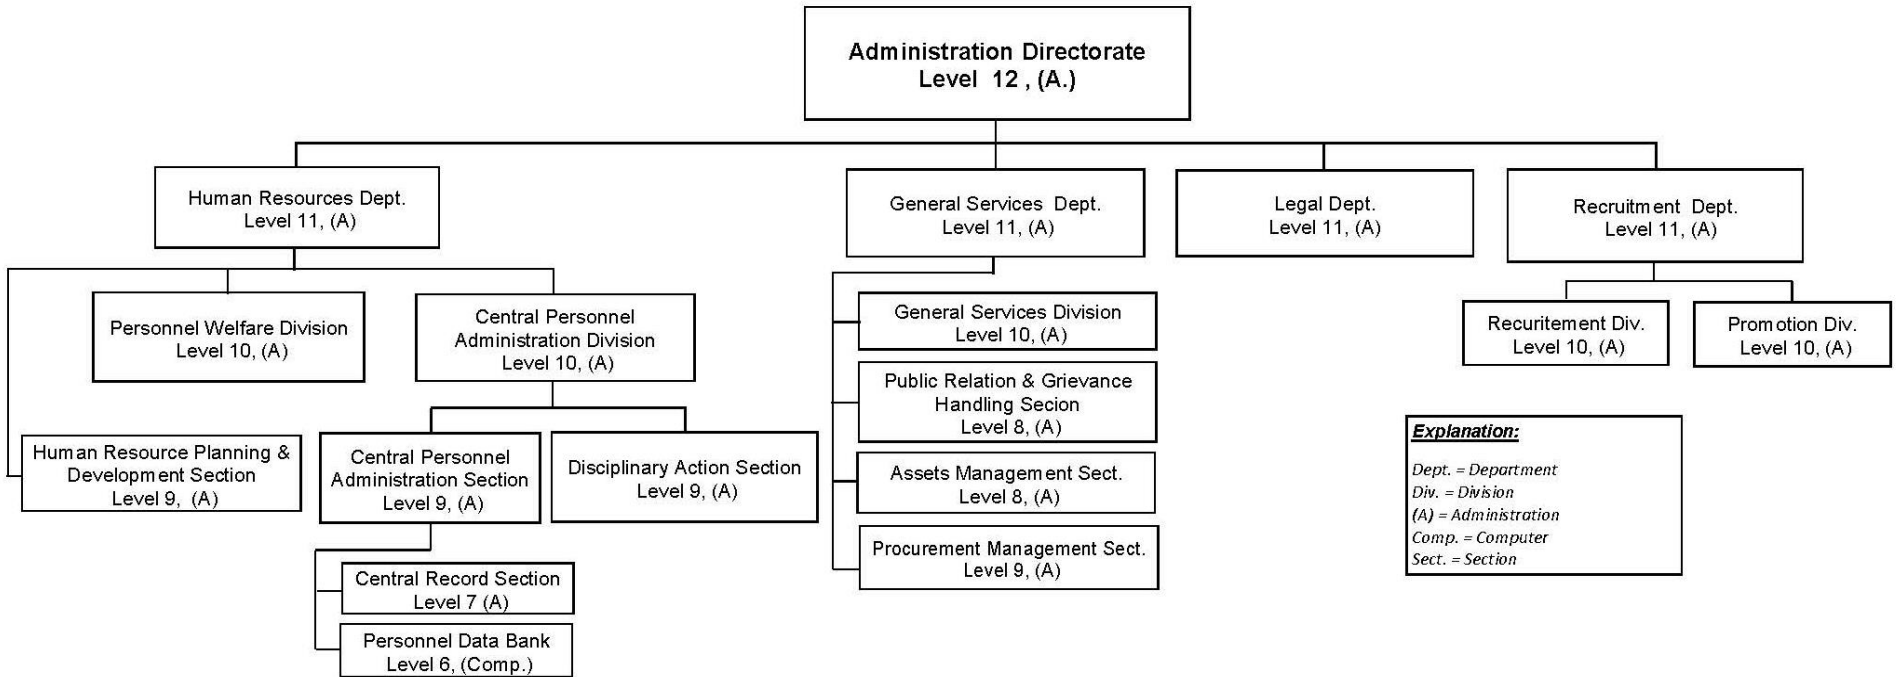 Administration Directorate
Level 12 , (A.)
Human Resources Dept.
Level 11, (A)
General Services Dept.
Level 11, (A)
Legal Dept.
Level 11, (A)
Recruitment Dept.
Level 11, (A)
Personnel Welfare Division
Level 10, (A)
Central Personnel
Administration Division
Level 10, (A)
General Services Division
Level 10, (A)
Recuritement Div.
Level 10, (A)
Promotion Div.
Level 10, (A)
Public Relation & Grievance
Handling Secion
Level 8, (A)
Human Resource Planning &
Development Section
Level 9, (A)
Central Personnel
Administration Section
Level 9, (A)
Disciplinary Action Section
Level 9, (A)
Assets Management Sect.
Level 8, (A)
Procurement Management Sect.
Level 9, (A)
Central Record Section
Level 7 (A)
Personnel Data Bank
Level 6, (Comp.)
Explanation:
Dept. = Department
Div. = Division
(A) = Administration
Comp. = Computer
Sect. = Section